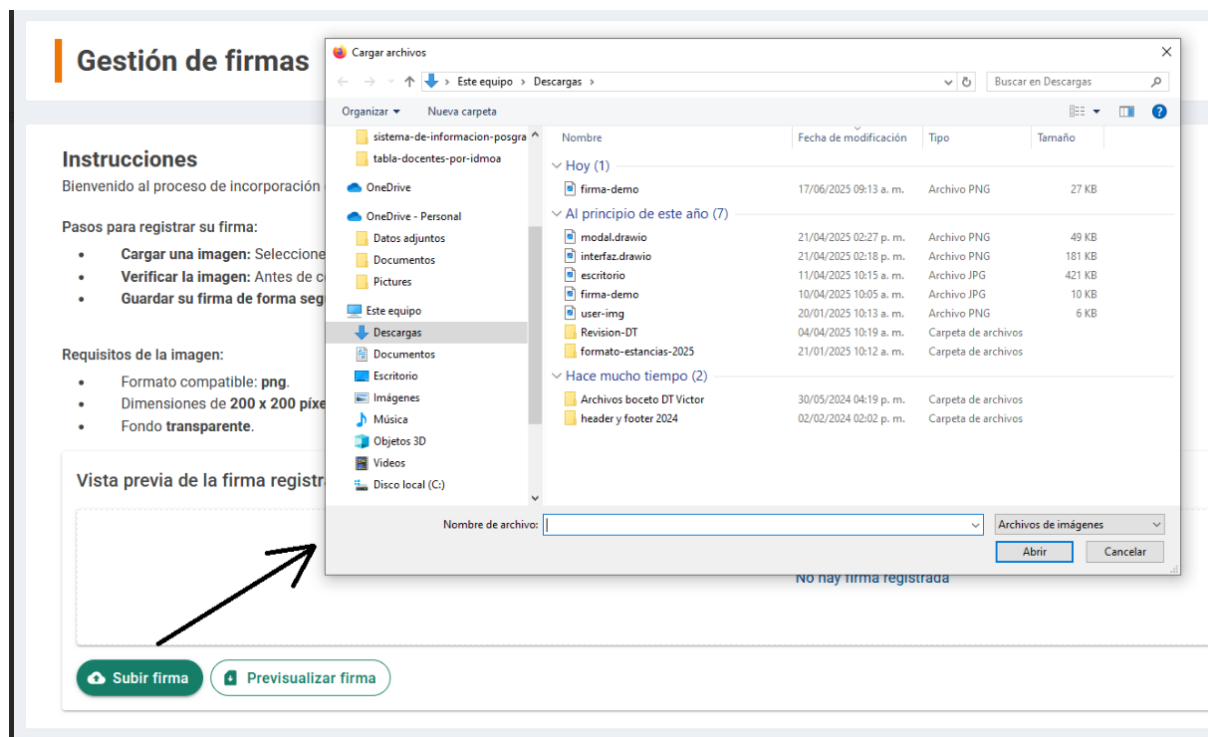 Gestión de firmas
Instrucciones
Bienvenido al proceso de incorporación
Pasos para registrar su firma:
• Cargar una imagen: Seleccione
• Verificar la imagen: Antes de c
• Guardar su firma de forma seg
Requisitos de la imagen:
• Formato compatible: png.
• Dimensiones de 200 x 200 píxe
• Fondo transparente.
Vista previa de la firma registr
No hay firma registrada
Subir firma
Previsualizar firma
Cargar archivos
Este equipo > Descargas >
Buscar en Descargas
Organizar
Nueva carpeta
sistema-de-informacion-posgra
tabla-docentes-por-idmoa
OneDrive
OneDrive - Personal
Datos adjuntos
Documentos
Pictures
Este equipo
Descargas
Documentos
Escritorio
Imágenes
Música
Objetos 3D
Videos
Disco local (C:)
Nombre Fecha de modificación Tipo Tamaño
Hoy (1)
firma-demo 17/06/2025 09:13 a. m. Archivo PNG 27 KB
Al principio de este año (7)
modal.drawio 21/04/2025 02:27 p. m. Archivo PNG 49 KB
interfaz.drawio 21/04/2025 02:18 p. m. Archivo PNG 181 KB
escritorio 11/04/2025 10:15 a. m. Archivo JPG 421 KB
firma-demo 10/04/2025 10:05 a. m. Archivo JPG 10 KB
user-img 20/01/2025 10:13 a. m. Archivo PNG 6 KB
Revision-DT 04/04/2025 10:19 a. m. Carpeta de archivos
formato-estancias-2025 21/01/2025 10:12 a. m. Carpeta de archivos
Hace mucho tiempo (2)
Archivos boceto DT Victor 30/05/2024 04:19 p. m. Carpeta de archivos
header y footer 2024 02/02/2024 02:02 p. m. Carpeta de archivos
Nombre de archivo:
Archivos de imágenes
Abrir
Cancelar